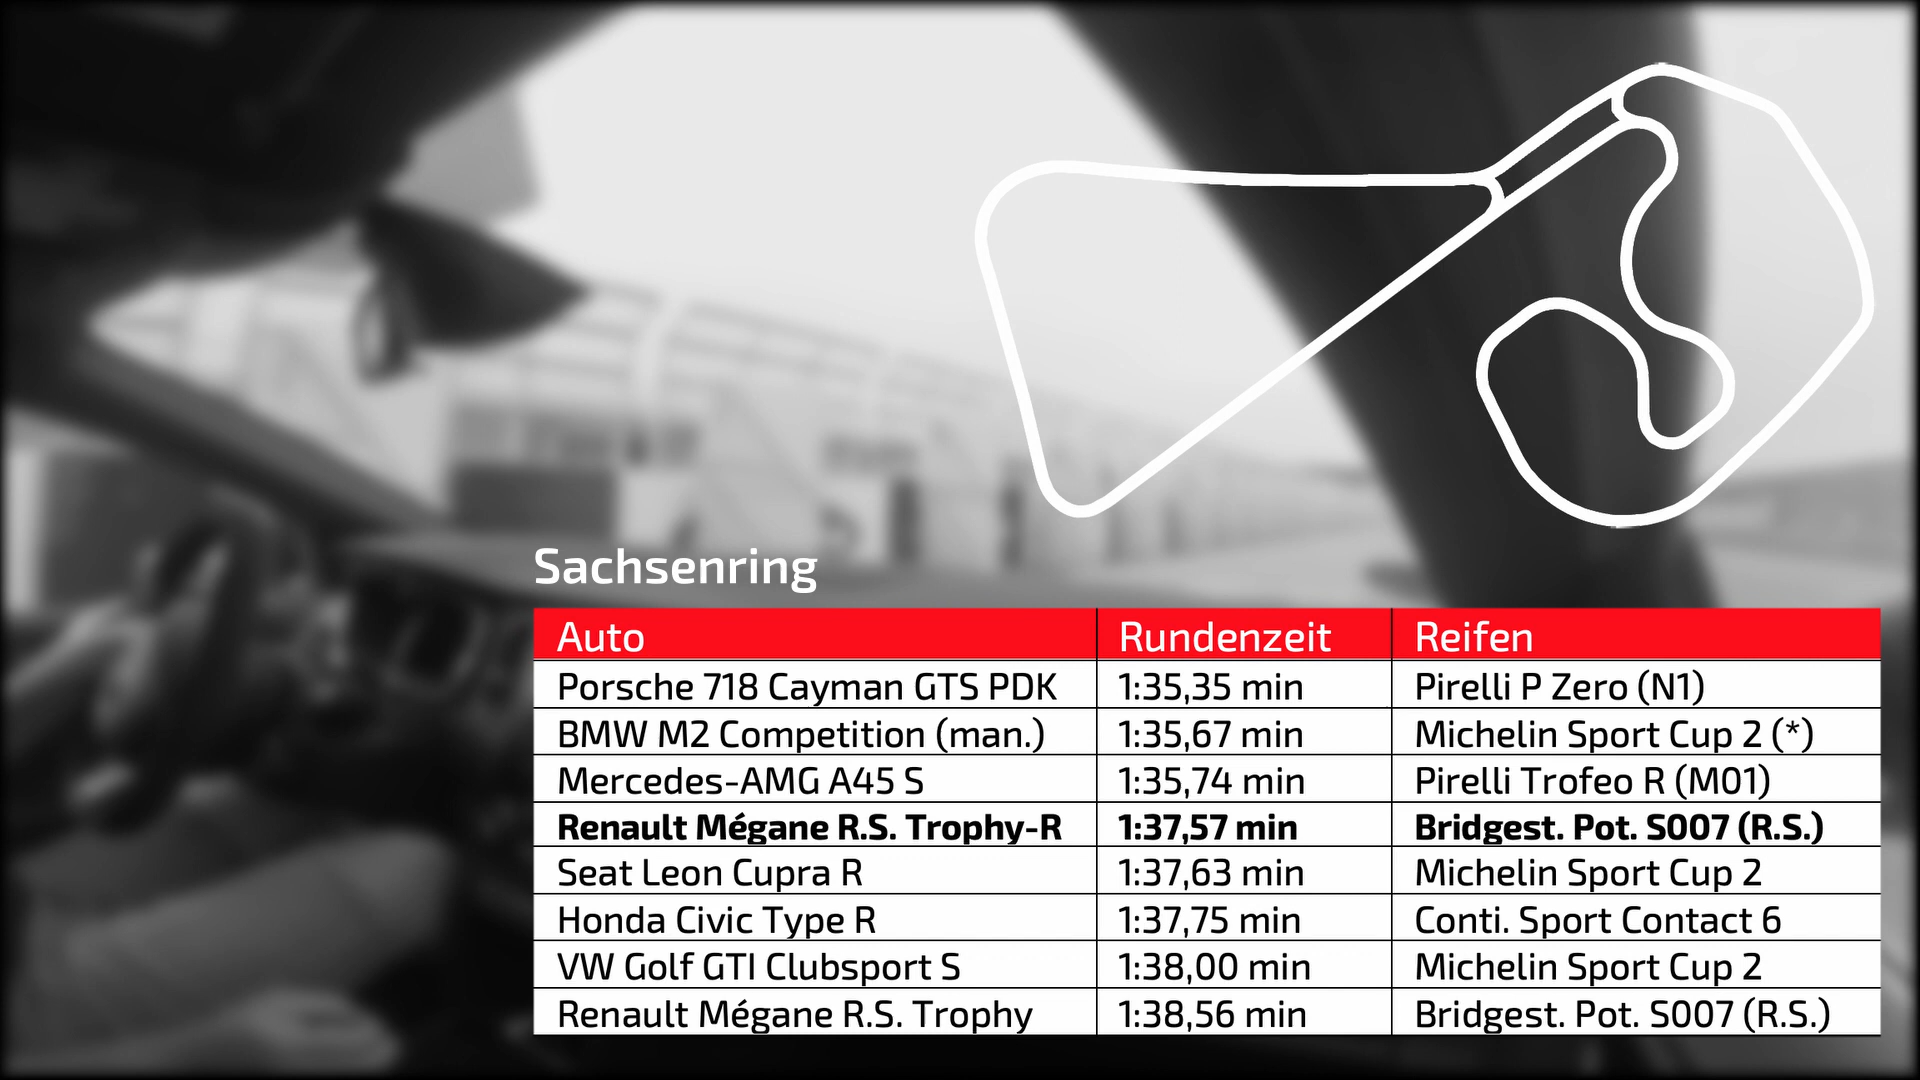 Sachsenring
Auto Rundenzeit Reifen
Porsche 718 Cayman GTS PDK 1:35,35 min Pirelli P Zero (N1)
BMW M2 Competition (man.) 1:35,67 min Michelin Sport Cup 2 (*)
Mercedes-AMG A45 S 1:35,74 min Pirelli Trofeo R (M01)
Renault Mégane R.S. Trophy-R 1:37,57 min Bridgest. Pot. S007 (R.S.)
Seat Leon Cupra R 1:37,63 min Michelin Sport Cup 2
Honda Civic Type R 1:37,75 min Conti. Sport Contact 6
VW Golf GTI Clubsport S 1:38,00 min Michelin Sport Cup 2
Renault Mégane R.S. Trophy 1:38,56 min Bridgest. Pot. S007 (R.S.)